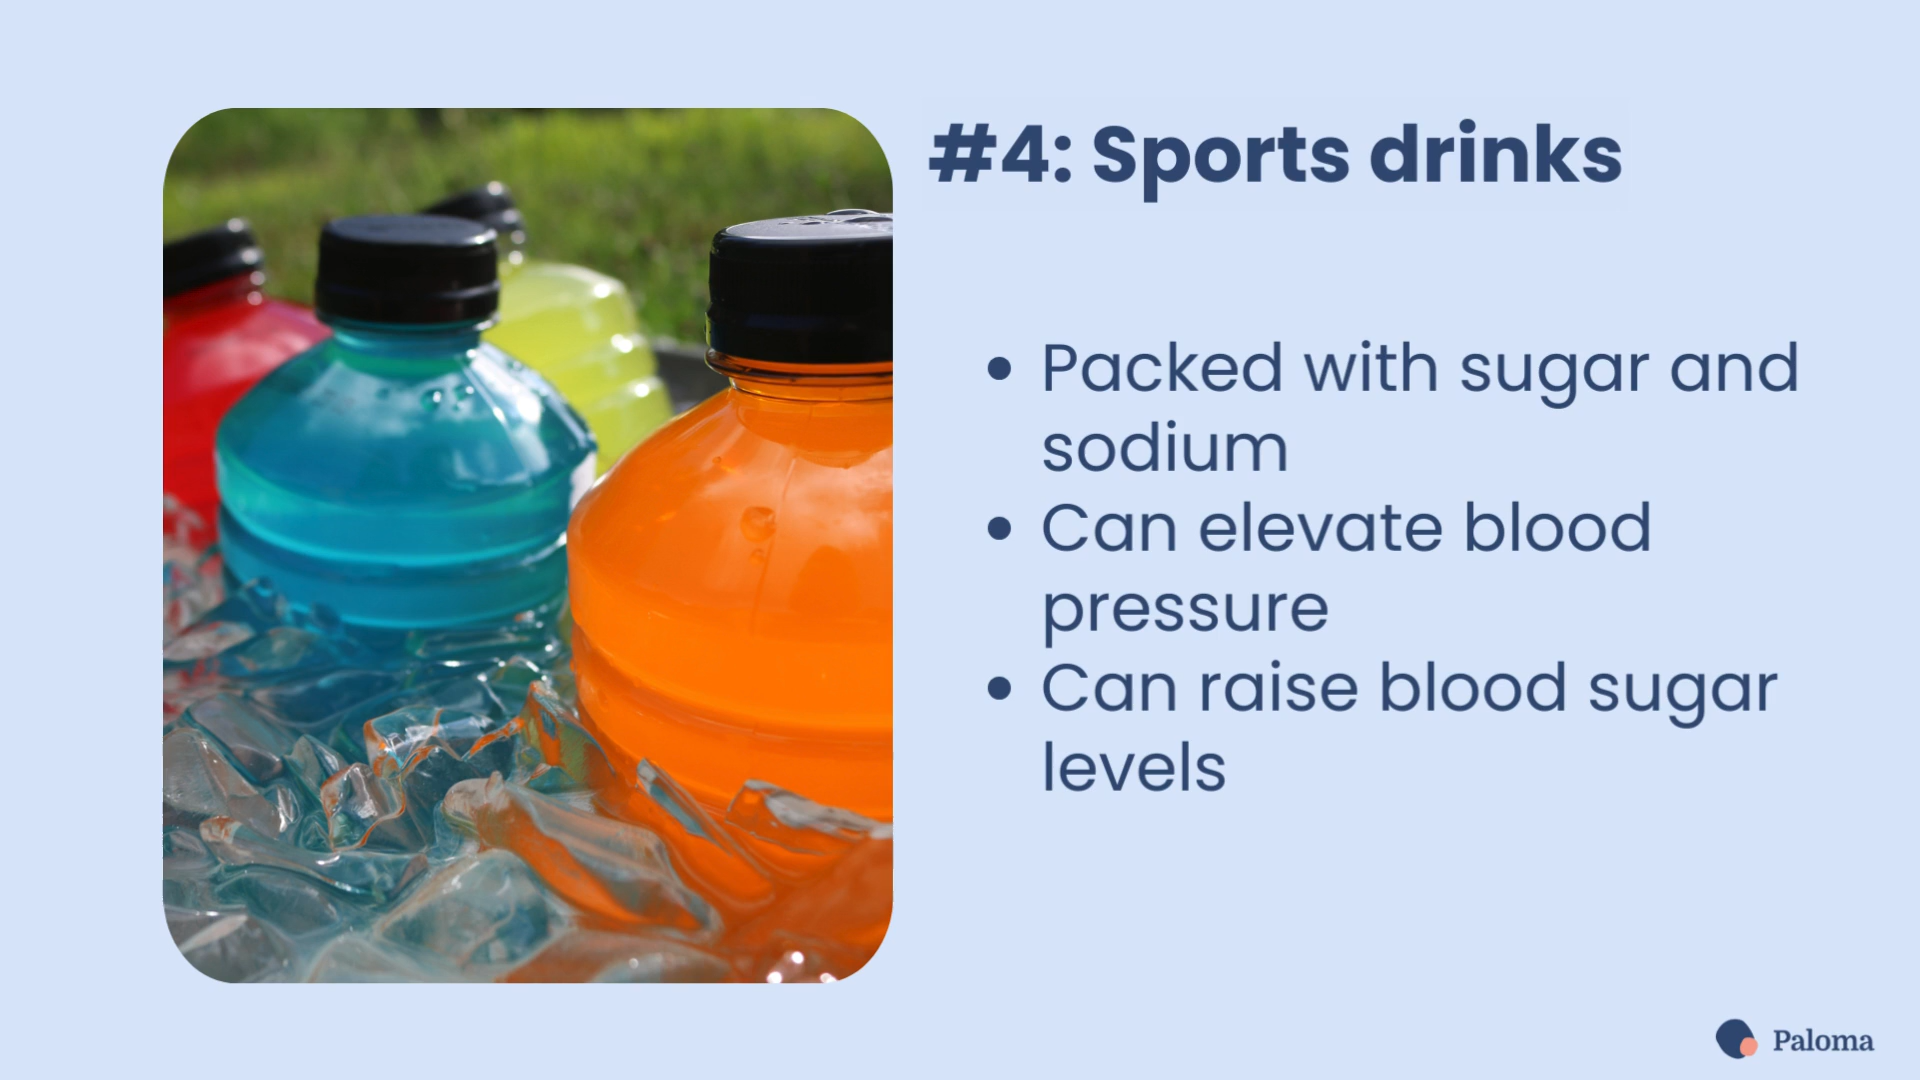 #4: Sports drinks
• Packed with sugar and
sodium
• Can elevate blood
pressure
• Can raise blood sugar
levels
Paloma